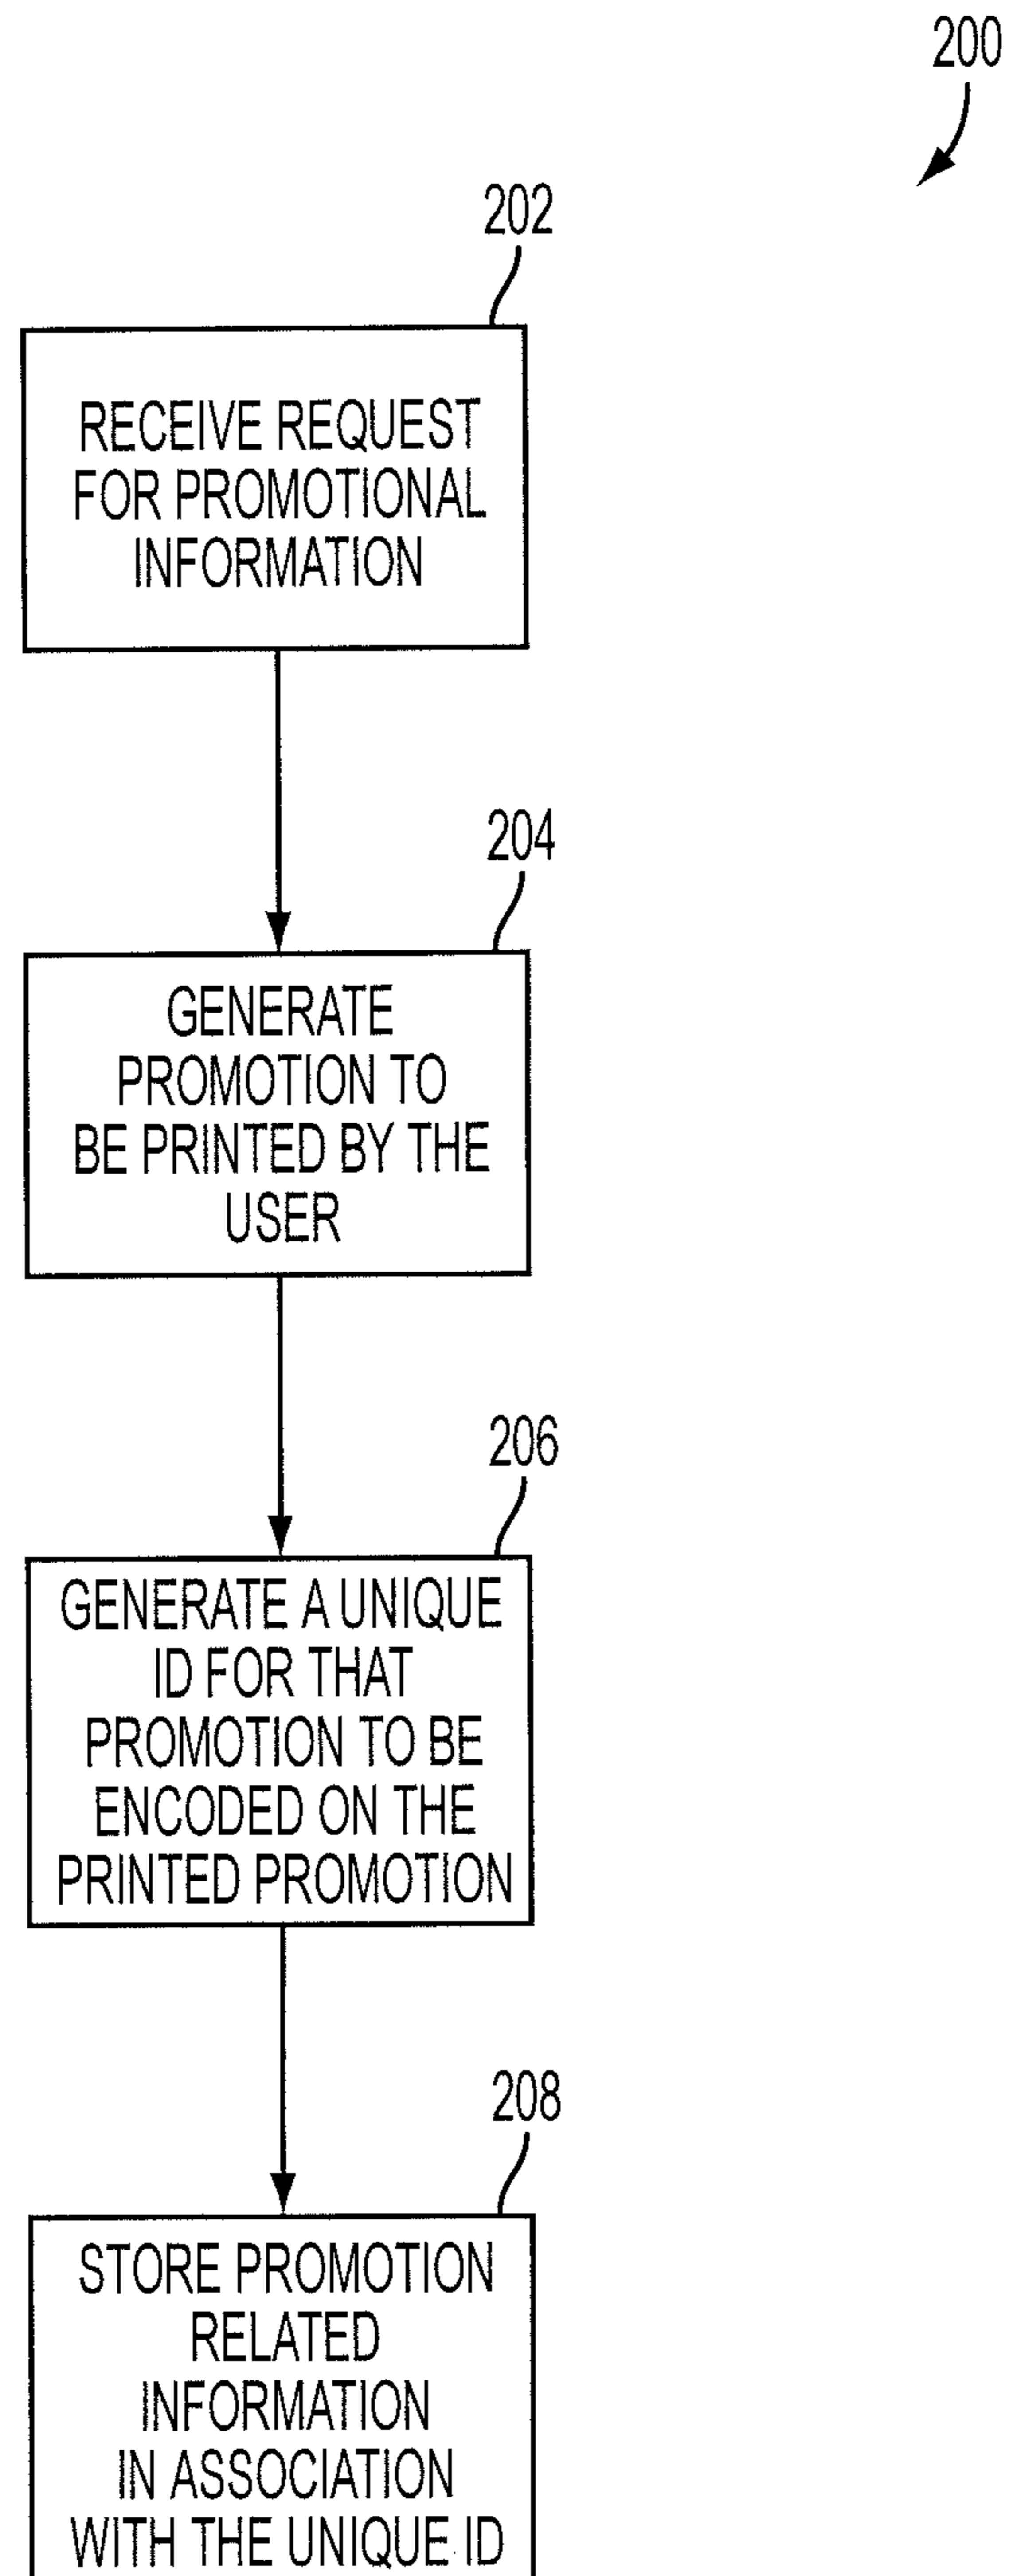 200
202
RECEIVE REQUEST
FOR PROMOTIONAL
INFORMATION
204
GENERATE
PROMOTION TO
BE PRINTED BY THE
USER
206
GENERATE A UNIQUE
ID FOR THAT
PROMOTION TO BE
ENCODED ON THE
PRINTED PROMOTION
208
STORE PROMOTION
RELATED
INFORMATION
IN ASSOCIATION
WITH THE UNIQUE ID